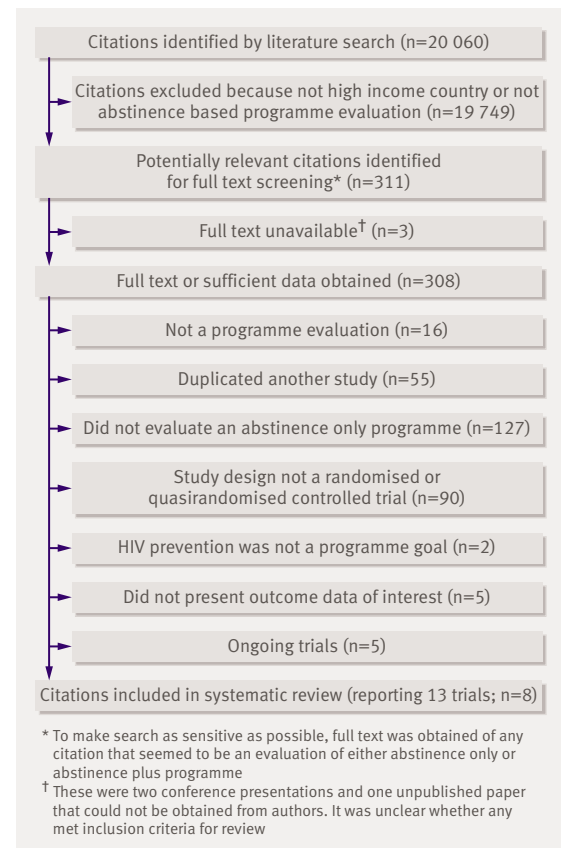 Citations identified by literature search (n=20 060)
Citations excluded because not high income country or not
abstinence based programme evaluation (n=19 749)
Potentially relevant citations identified
for full text screening* (n=311)
Full text unavailable† (n=3)
Full text or sufficient data obtained (n=308)
Not a programme evaluation (n=16)
Duplicated another study (n=55)
Did not evaluate an abstinence only programme (n=127)
Study design not a randomised or
quasirandomised controlled trial (n=90)
HIV prevention was not a programme goal (n=2)
Did not present outcome data of interest (n=5)
Ongoing trials (n=5)
Citations included in systematic review (reporting 13 trials; n=8)
* To make search as sensitive as possible, full text was obtained of any
citation that seemed to be an evaluation of either abstinence only or
abstinence plus programme
† These were two conference presentations and one unpublished paper
that could not be obtained from authors. It was unclear whether any
met inclusion criteria for review